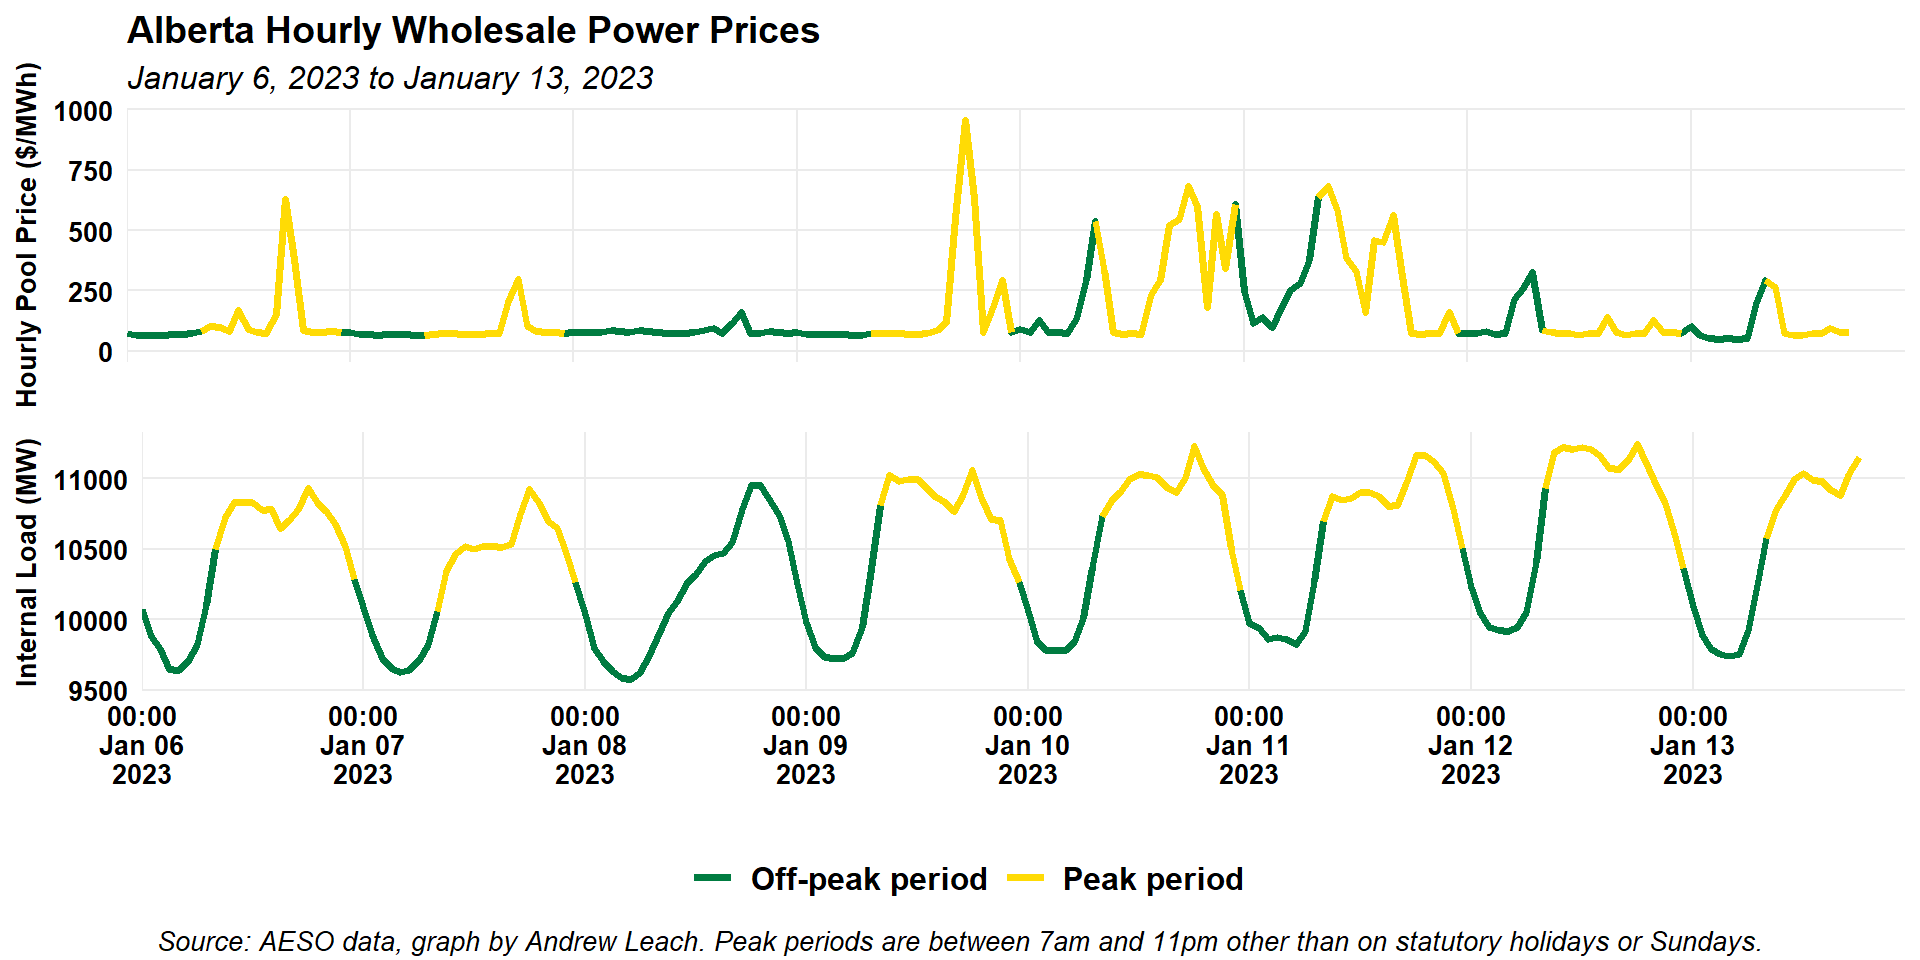 Alberta Hourly Wholesale Power Prices
January 6, 2023 to January 13, 2023
Hourly Pool Price ($/MWh)
1000
750
500
250
0
Internal Load (MW)
11000
10500
10000
9500
00:00 00:00 00:00 00:00 00:00 00:00 00:00 00:00
Jan 06 Jan 07 Jan 08 Jan 09 Jan 10 Jan 11 Jan 12 Jan 13
2023 2023 2023 2023 2023 2023 2023 2023
Off-peak period Peak period
Source: AESO data, graph by Andrew Leach. Peak periods are between 7am and 11pm other than on statutory holidays or Sundays.